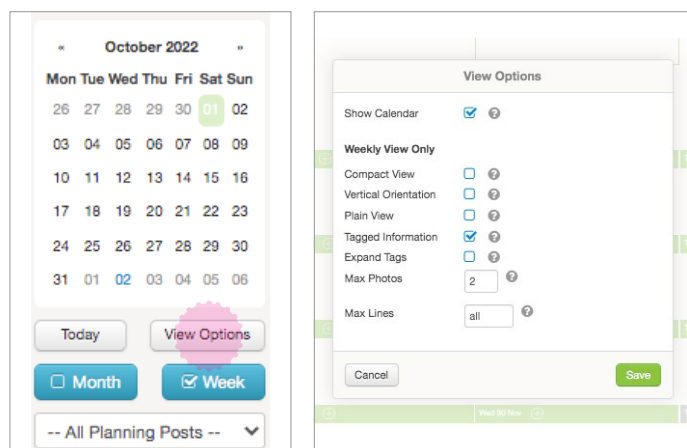 « October 2022 »
Mon Tue Wed Thu Fri Sat Sun
26 27 28 29 30 01 02
03 04 05 06 07 08 09
10 11 12 13 14 15 16
17 18 19 20 21 22 23
24 25 26 27 28 29 30
31 01 02 03 04 05 06
Today View Options
Month Week
-- All Planning Posts --
View Options
Show Calendar
Weekly View Only
Compact View
Vertical Orientation
Plain View
Tagged Information
Expand Tags
Max Photos 2
Max Lines all
Cancel Save
Wed 30 Nov